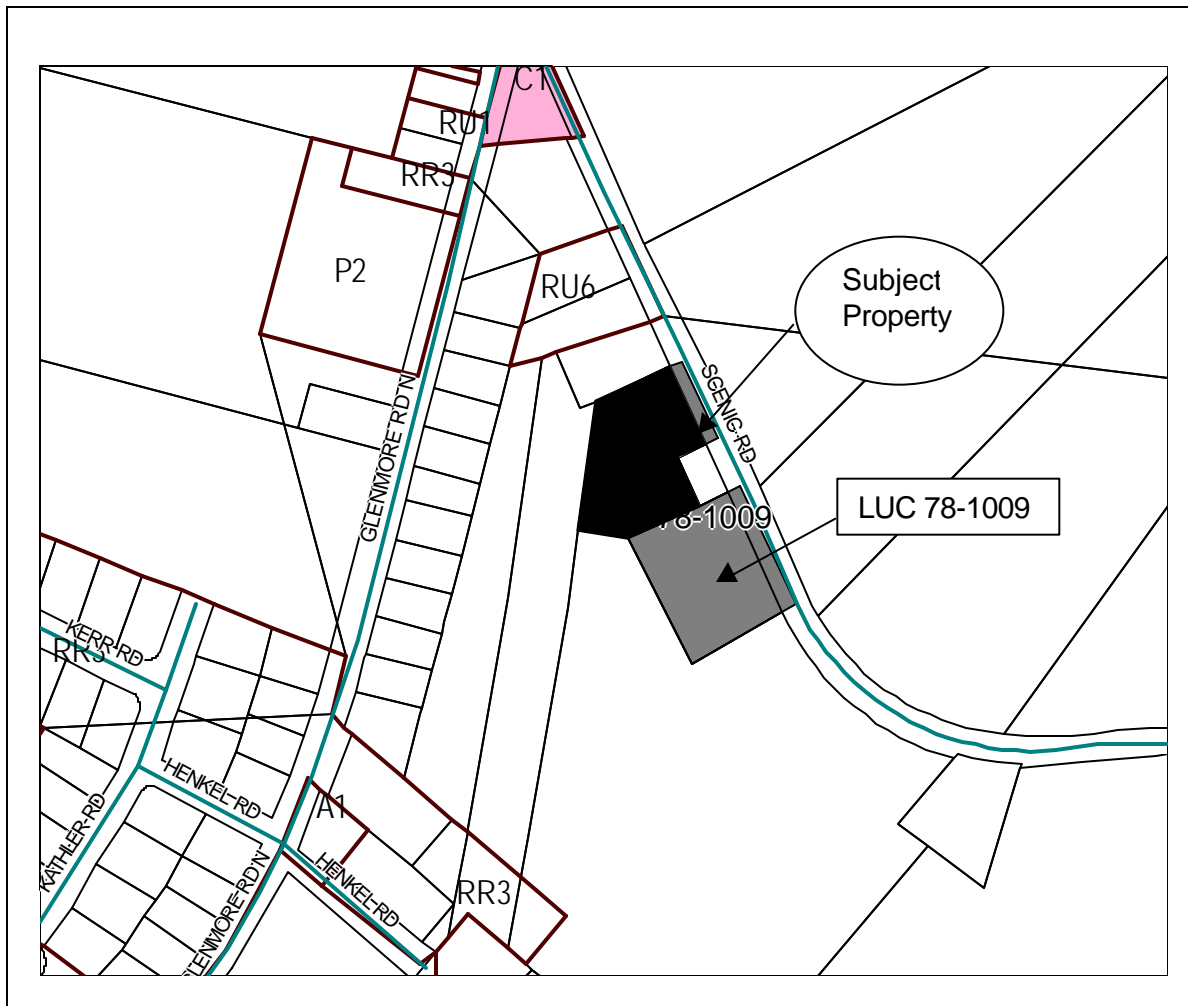 C1
RU1
RR3
P2
RU6
Subject
Property
SCENIC RD
GLENMORE RD N
78-1009
LUC 78-1009
KERR RD
RR3
HENKEL RD
A1
KATHLER RD
HENKEL RD
RR3
GLENMORE RD N